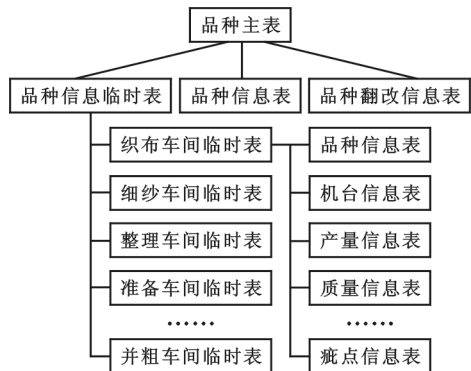 品种主表
品种信息临时表 品种信息表 品种翻改信息表
织布车间临时表 品种信息表
细纱车间临时表 机台信息表
整理车间临时表 产量信息表
准备车间临时表 质量信息表
…… ……
并粗车间临时表 疵点信息表